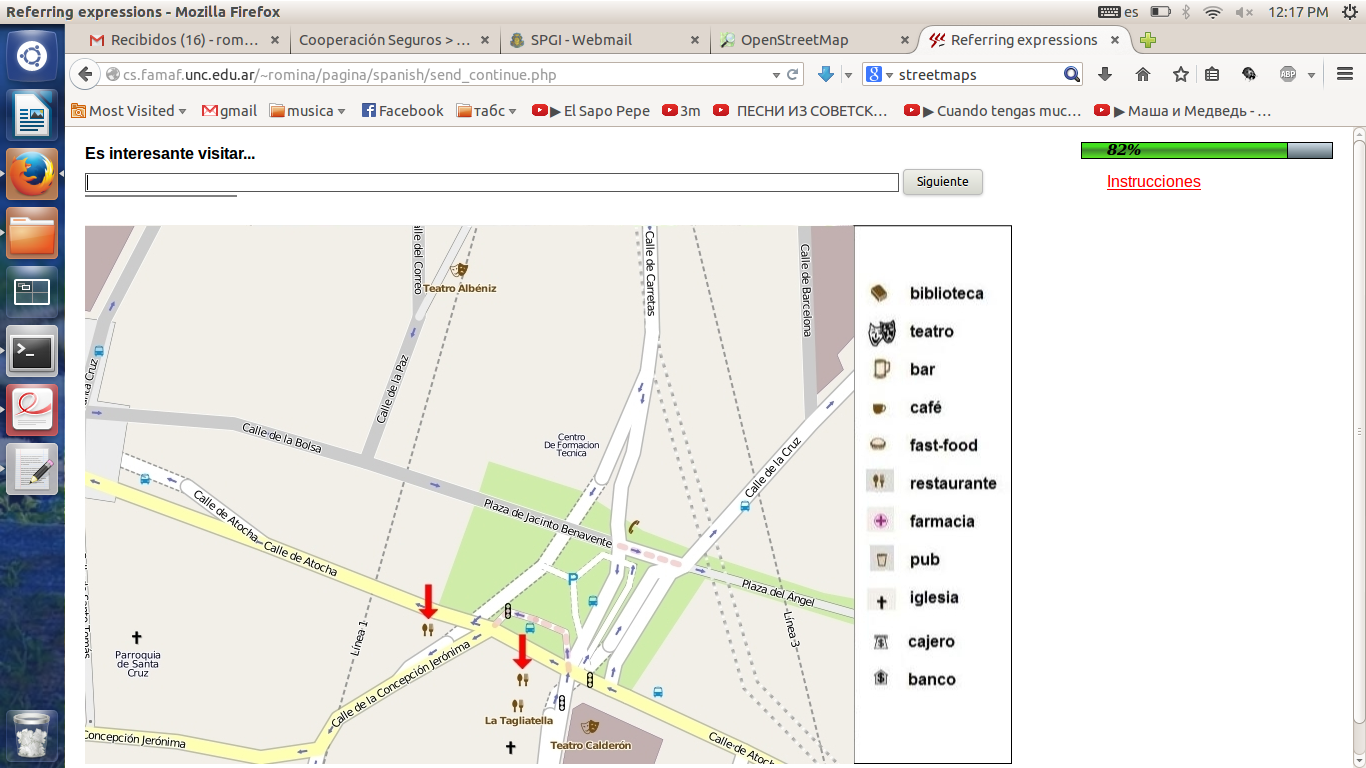 Referring expressions - Mozilla Firefox
es
12:17 PM
Recibidos (16) - rom...
Cooperación Seguros > ...
SPGI - Webmail
OpenStreetMap
Referring expressions
cs.famaf.unc.edu.ar/~romina/pagina/spanish/send_continue.php
streetmaps
Most Visited
gmail
musica
Facebook
табс
▶ El Sapo Pepe
3m
ПЕСНИ ИЗ СОВЕТСК...
▶ Cuando tengas muc...
▶ Маша и Медведь - ...
Es interesante visitar...
82%
Siguiente
Instrucciones
alle del Correo
Calle de Carretas
Calle de Barcelona
Teatro Albéniz
Calle de la Paz
anta Cruz
Calle de la Bolsa
Centro
De Formacion
Tecnica
Calle de la Cruz
Calle de Atocha
Plaza de Jacinto Benavente
Calle de Atocha
P
Plaza del Ángel
Línea 1
Línea 3
Parroquia
de Santa
Cruz
Calle de la Concepción Jerónima
La Tagliatella
Teatro Calderón
Concepción Jerónima
Calle de Atoc
biblioteca
teatro
bar
café
fast-food
restaurante
farmacia
pub
iglesia
cajero
banco